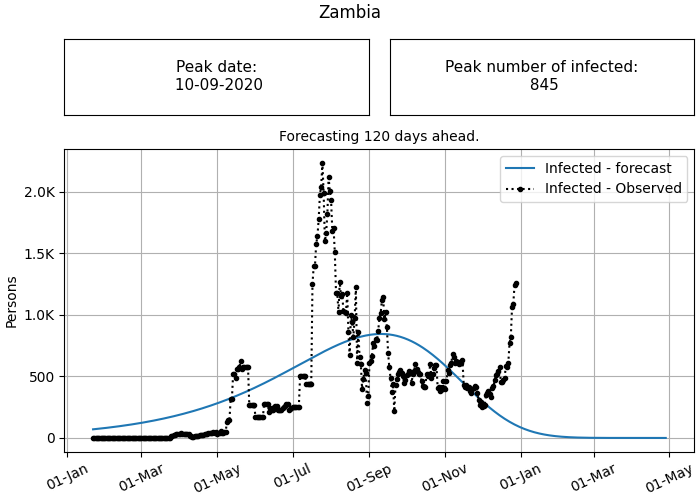 Zambia
Peak date:
10-09-2020
Peak number of infected:
845
Forecasting 120 days ahead.
Infected - forecast
Infected - Observed
2.0K
1.5K
1.0K
500
0
Persons
01-Jan
01-Mar
01-May
01-Jul
01-Sep
01-Nov
01-Jan
01-Mar
01-May